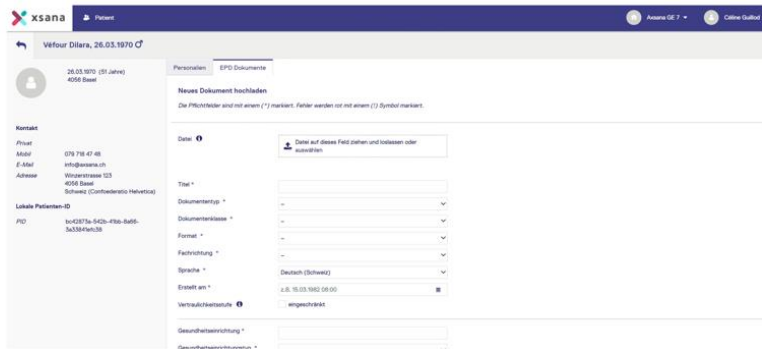 xsana
Patient
Axsana GE 7
Céline Guillod
Véfour Dilara, 26.03.1970
26.03.1970 (51 Jahre)
4056 Basel
Personalien
EPD Dokumente
Neues Dokument hochladen
Die Pflichtfelder sind mit einem (*) markiert. Fehler werden rot mit einem (!) Symbol markiert.
Kontakt
Privat
Mobil 079 718 47 48
E-Mail info@axsana.ch
Adresse Winzerstrasse 123
4056 Basel
Schweiz (Confoederatio Helvetica)
Lokale Patienten-ID
PID
Datei
Datei auf dieses Feld ziehen und loslassen oder
auswählen
Titel *
Dokumententyp * –
Dokumentenklasse * –
Format * –
Fachrichtung * –
Sprache * Deutsch (Schweiz)
Erstellt am * z.B. 15.03.1982 08:00
Vertraulichkeitsstufe eingeschränkt
Gesundheitseinrichtung *
Gesundheitseinrichtungstyp *